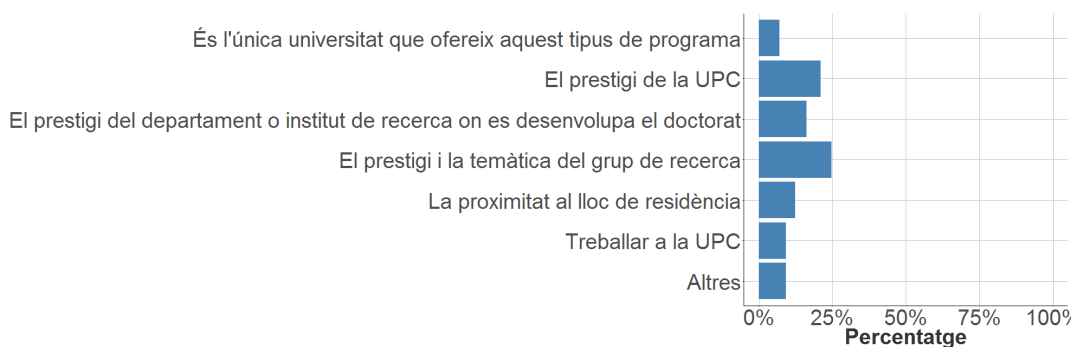 És l'única universitat que ofereix aquest tipus de programa
El prestigi de la UPC
El prestigi del departament o institut de recerca on es desenvolupa el doctorat
El prestigi i la temàtica del grup de recerca
La proximitat al lloc de residència
Treballar a la UPC
Altres
0% 25% 50% 75% 100%
Percentatge